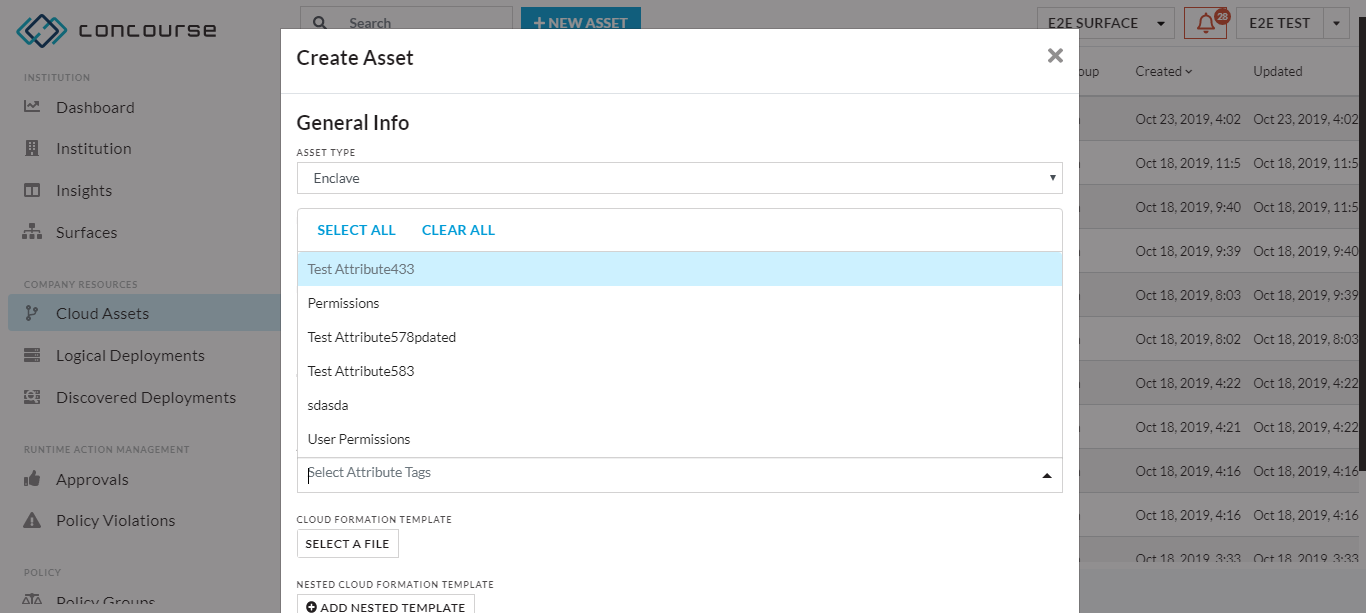 concourse
Search
NEW ASSET
E2E SURFACE
28
E2E TEST
INSTITUTION
Dashboard
Institution
Insights
Surfaces
COMPANY RESOURCES
Cloud Assets
Logical Deployments
Discovered Deployments
RUNTIME ACTION MANAGEMENT
Approvals
Policy Violations
POLICY
Policy Groups
Create Asset
General Info
ASSET TYPE
Enclave
SELECT ALL CLEAR ALL
Test Attribute433
Permissions
Test Attribute578pdated
Test Attribute583
sdasda
User Permissions
Select Attribute Tags
CLOUD FORMATION TEMPLATE
SELECT A FILE
NESTED CLOUD FORMATION TEMPLATE
ADD NESTED TEMPLATE
oup Created Updated
Oct 23, 2019, 4:02 Oct 23, 2019, 4:02
Oct 18, 2019, 11:5 Oct 18, 2019, 11:5
Oct 18, 2019, 9:40 Oct 18, 2019, 11:5
Oct 18, 2019, 9:39 Oct 18, 2019, 9:40
Oct 18, 2019, 8:03 Oct 18, 2019, 9:39
Oct 18, 2019, 8:02 Oct 18, 2019, 8:03
Oct 18, 2019, 4:22 Oct 18, 2019, 4:22
Oct 18, 2019, 4:21 Oct 18, 2019, 4:22
Oct 18, 2019, 4:16 Oct 18, 2019, 4:16
Oct 18, 2019, 4:16 Oct 18, 2019, 4:16
Oct 18, 2019, 3:33 Oct 18, 2019, 3:33